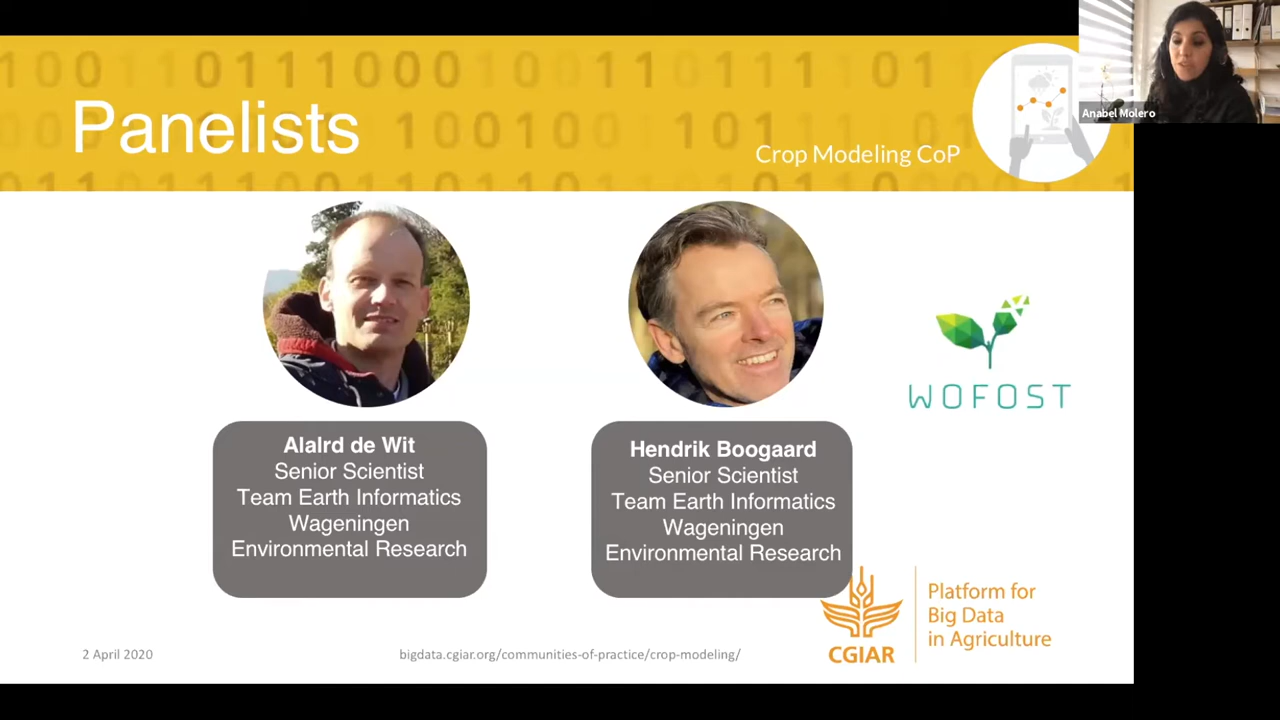 Panelists
Crop Modeling CoP
Anabel Molero
WOFOST
Alalrd de Wit
Senior Scientist
Team Earth Informatics
Wageningen
Environmental Research
Hendrik Boogaard
Senior Scientist
Team Earth Informatics
Wageningen
Environmental Research
Platform for
Big Data
in Agriculture
CGIAR
2 April 2020
bigdata.cgiar.org/communities-of-practice/crop-modeling/